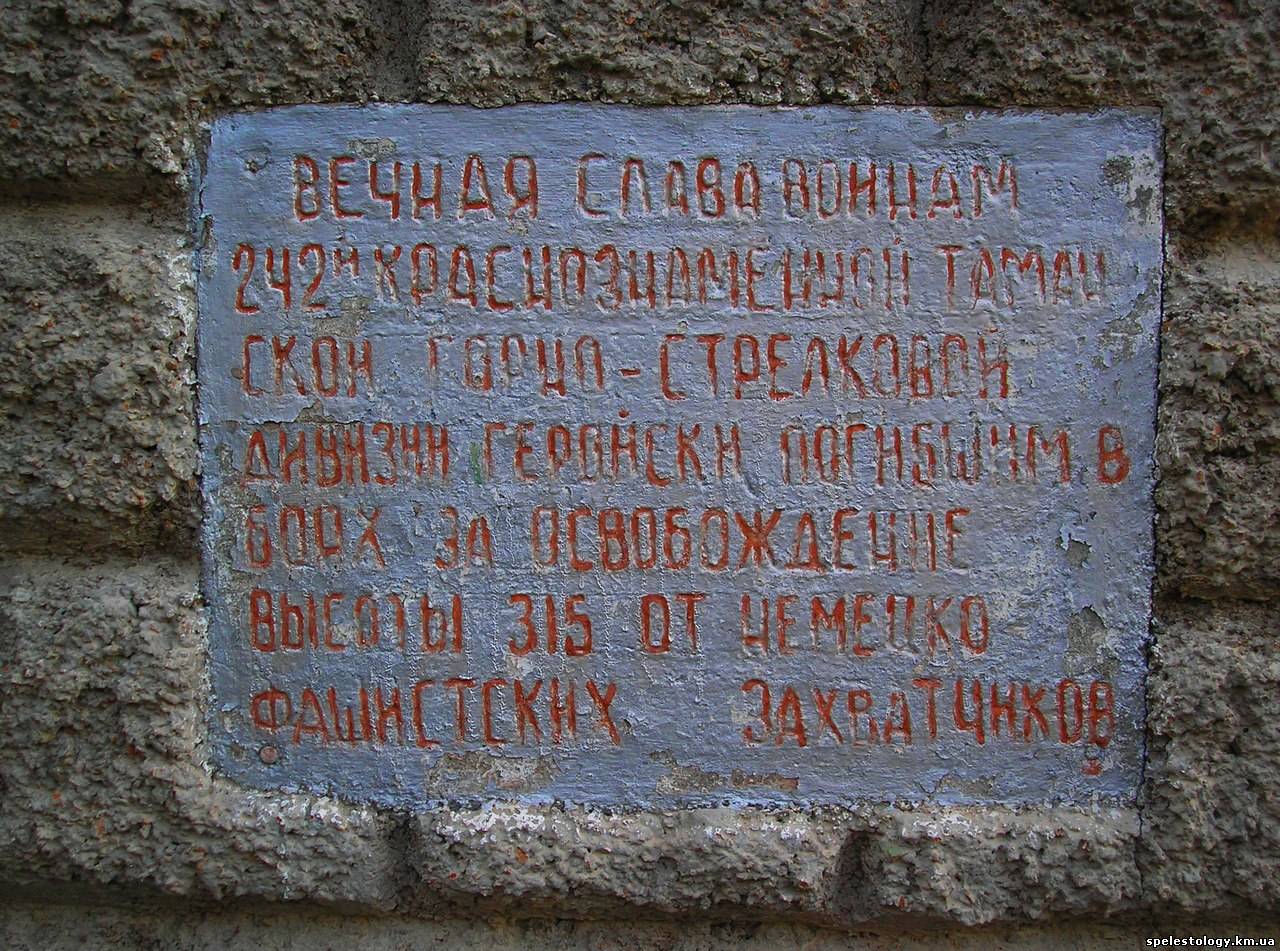 ВЕЧНАЯ СЛАВА ВОИНАМ
242й КРАСНОЗНАМЕННОЙ ТАМАН
СКОЙ ГОРНО-СТРЕЛКОВОЙ
ДИВИЗИИ ГЕРОЙСКИ ПОГИБШИМ В
БОЯХ ЗА ОСВОБОЖДЕНИЕ
ВЫСОТЫ 315 ОТ НЕМЕЦКО
ФАШИСТСКИХ ЗАХВАТЧИКОВ
spelestology.km.ua